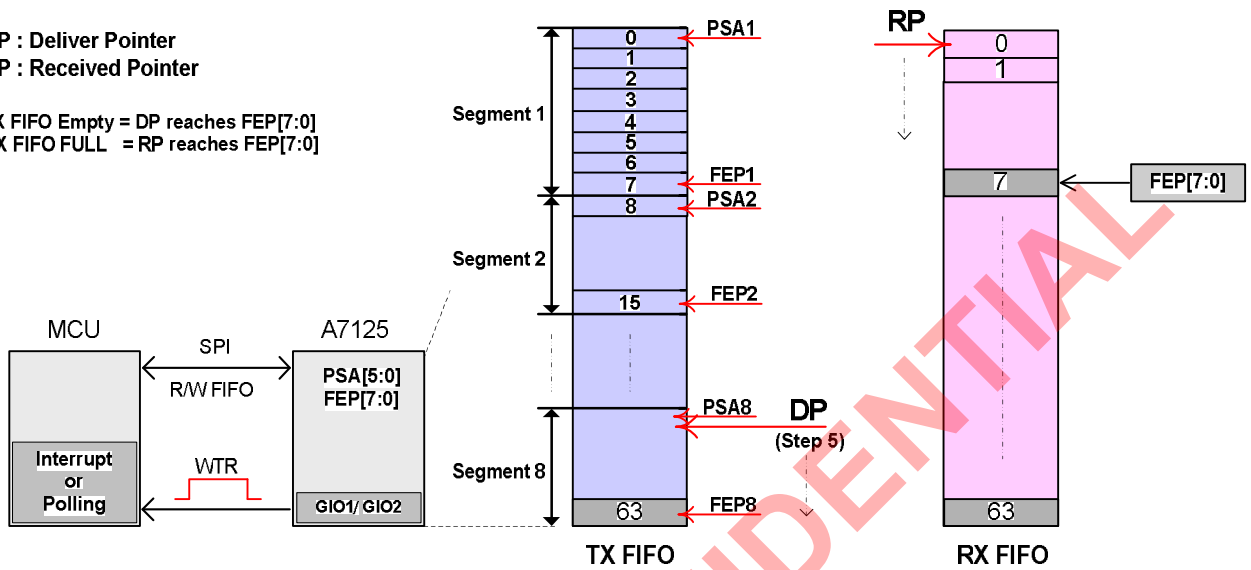 P : Deliver Pointer
P : Received Pointer
X FIFO Empty = DP reaches FEP[7:0]
X FIFO FULL = RP reaches FEP[7:0]
MCU
Interrupt
or
Polling
SPI
R/W FIFO
WTR
A7125
PSA[5:0]
FEP[7:0]
GIO1/ GIO2
Segment 1
Segment 2
Segment 8
0
1
2
3
4
5
6
7
8
15
63
TX FIFO
PSA1
FEP1
PSA2
FEP2
PSA8
DP
(Step 5)
FEP8
RP
0
1
7
63
RX FIFO
FEP[7:0]
NDENTIAL